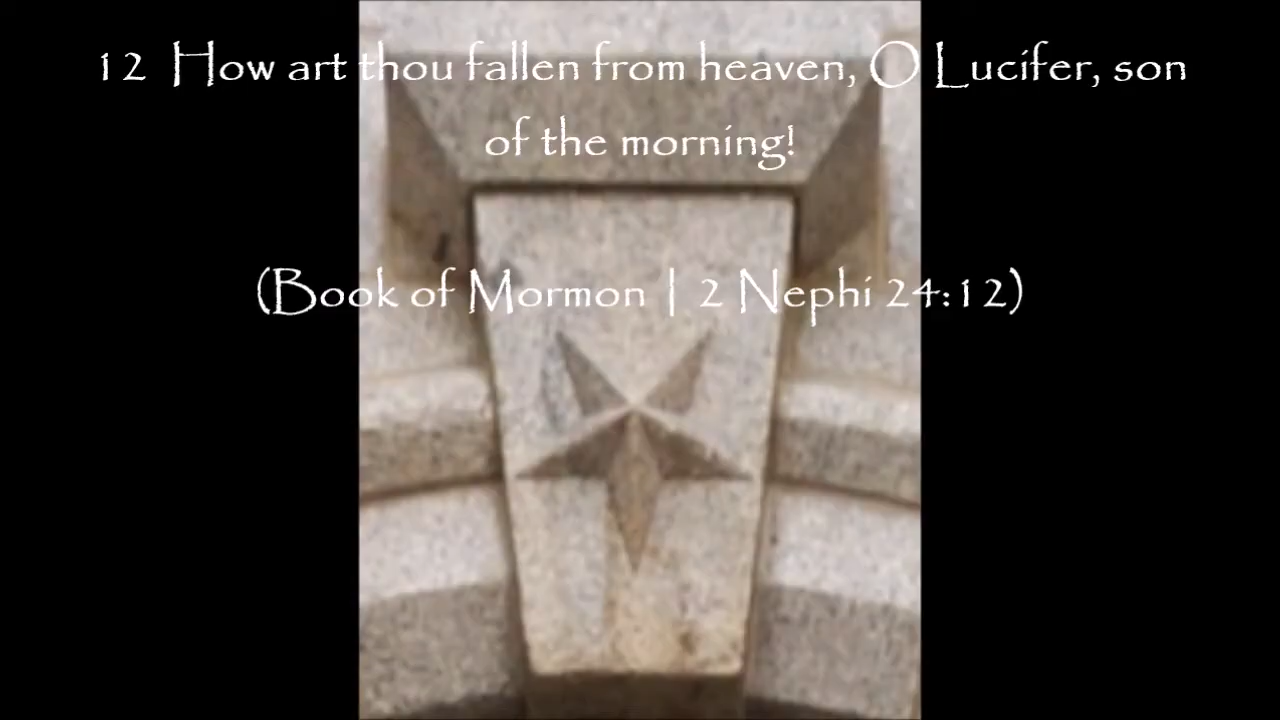 12 How art thou fallen from heaven, O Lucifer, son
of the morning!
(Book of Mormon | 2 Nephi 24:12)